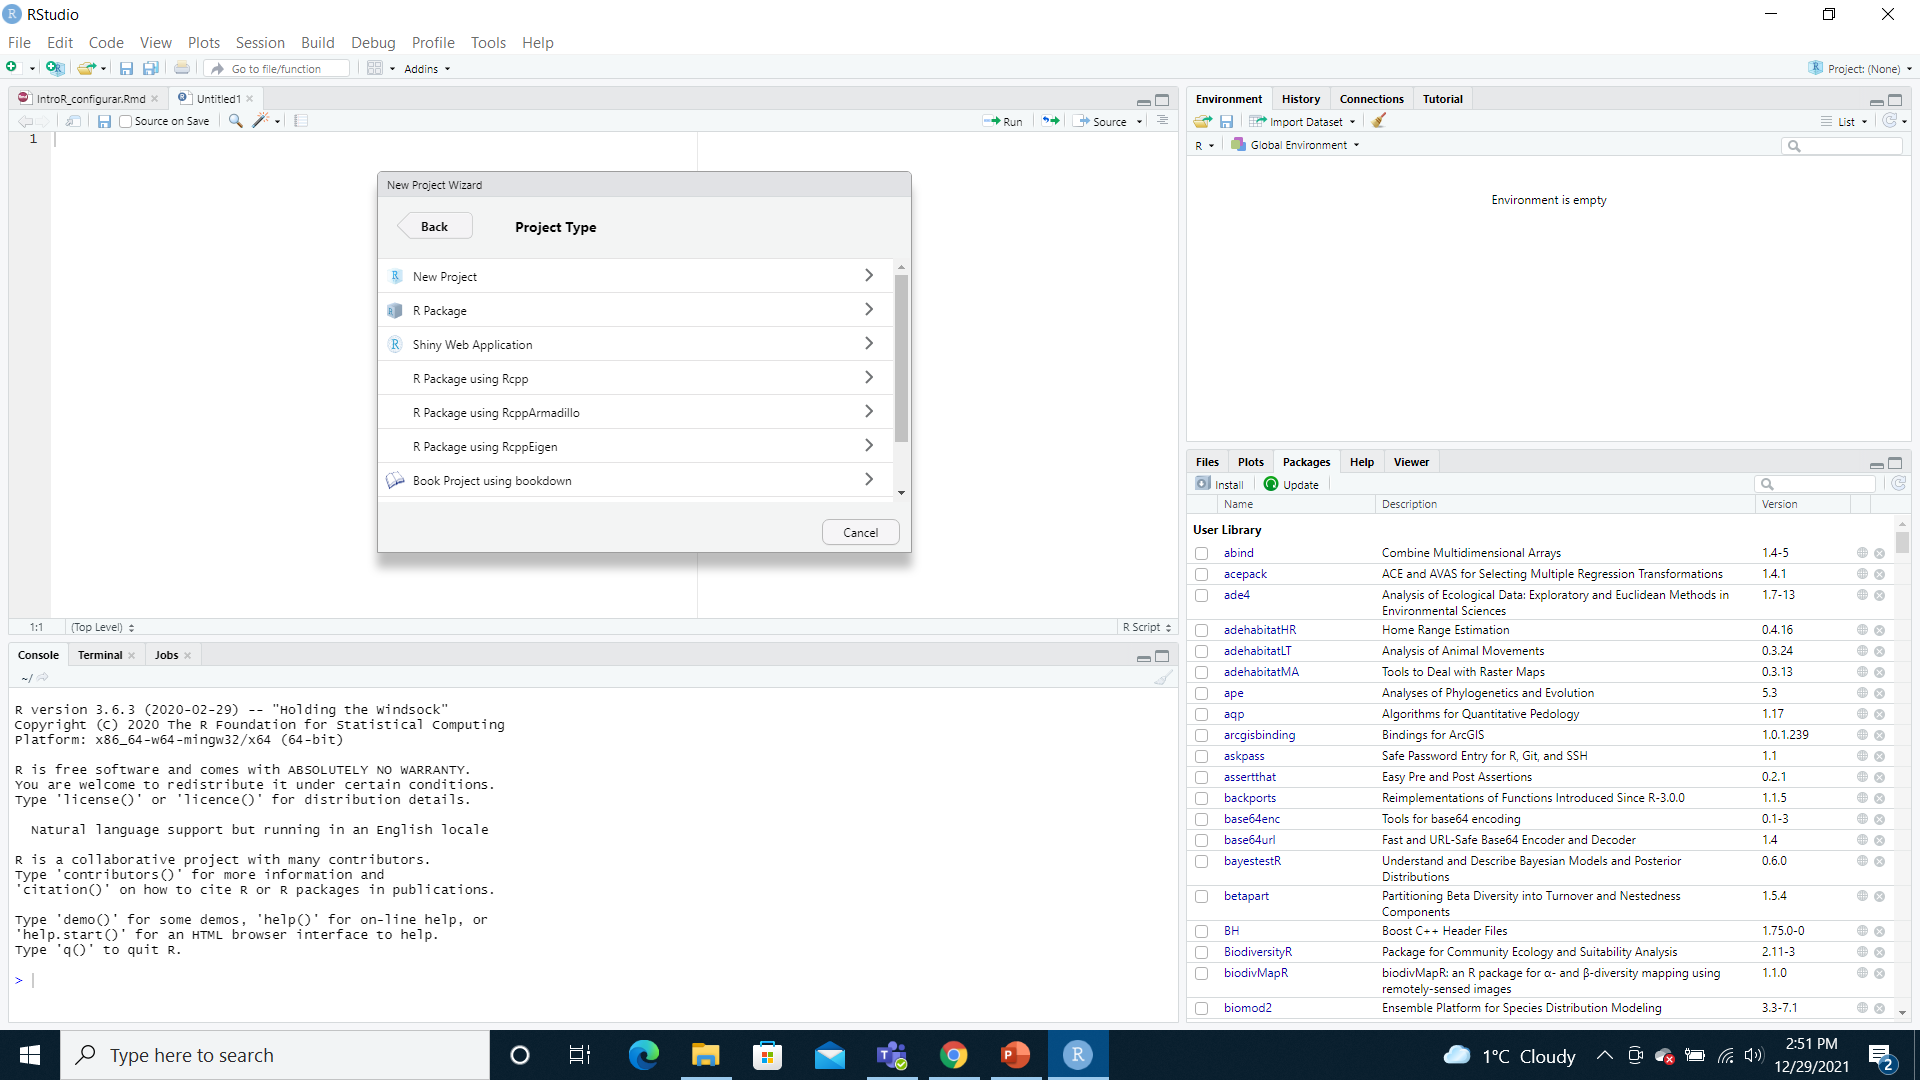 RStudio
File Edit Code View Plots Session Build Debug Profile Tools Help
Go to file/function Addins Project: (None)
IntroR_configurar.Rmd Untitled1
Source on Save Run Source
1
New Project Wizard
Back Project Type
New Project
R Package
Shiny Web Application
R Package using Rcpp
R Package using RcppArmadillo
R Package using RcppEigen
Book Project using bookdown
Cancel
1:1 (Top Level) R Script
Console Terminal Jobs
~/
R version 3.6.3 (2020-02-29) -- "Holding the Windsock"
Copyright (C) 2020 The R Foundation for Statistical Computing
Platform: x86_64-w64-mingw32/x64 (64-bit)
R is free software and comes with ABSOLUTELY NO WARRANTY.
You are welcome to redistribute it under certain conditions.
Type 'license()' or 'licence()' for distribution details.
Natural language support but running in an English locale
R is a collaborative project with many contributors.
Type 'contributors()' for more information and
'citation()' on how to cite R or R packages in publications.
Type 'demo()' for some demos, 'help()' for on-line help, or
'help.start()' for an HTML browser interface to help.
Type 'q()' to quit R.
>
Environment History Connections Tutorial
Import Dataset List
R Global Environment
Environment is empty
Files Plots Packages Help Viewer
Install Update
Name Description Version
User Library
abind Combine Multidimensional Arrays 1.4-5
acepack ACE and AVAS for Selecting Multiple Regression Transformations 1.4.1
ade4 Analysis of Ecological Data: Exploratory and Euclidean Methods in 1.7-13
Environmental Sciences
adehabitatHR Home Range Estimation 0.4.16
adehabitatLT Analysis of Animal Movements 0.3.24
adehabitatMA Tools to Deal with Raster Maps 0.3.13
ape Analyses of Phylogenetics and Evolution 5.3
aqp Algorithms for Quantitative Pedology 1.17
arcgisbinding Bindings for ArcGIS 1.0.1.239
askpass Safe Password Entry for R, Git, and SSH 1.1
assertthat Easy Pre and Post Assertions 0.2.1
backports Reimplementations of Functions Introduced Since R-3.0.0 1.1.5
base64enc Tools for base64 encoding 0.1-3
base64url Fast and URL-Safe Base64 Encoder and Decoder 1.4
bayestestR Understand and Describe Bayesian Models and Posterior 0.6.0
Distributions
betapart Partitioning Beta Diversity into Turnover and Nestedness 1.5.4
Components
BH Boost C++ Header Files 1.75.0-0
BiodiversityR Package for Community Ecology and Suitability Analysis 2.11-3
biodivMapR biodivMapR: an R package for α- and β-diversity mapping using 1.1.0
remotely-sensed images
biomod2 Ensemble Platform for Species Distribution Modeling 3.3-7.1
Type here to search
1°C Cloudy
2:51 PM
12/29/2021
2